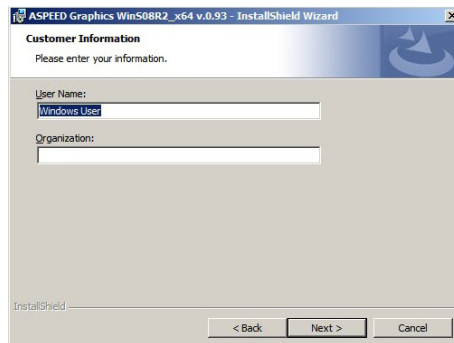 ASPEED Graphics WinS08R2_x64 v.0.93 - InstallShield Wizard
Customer Information
Please enter your information.
User Name:
Windows User
Organization:
InstallShield
< Back Next > Cancel